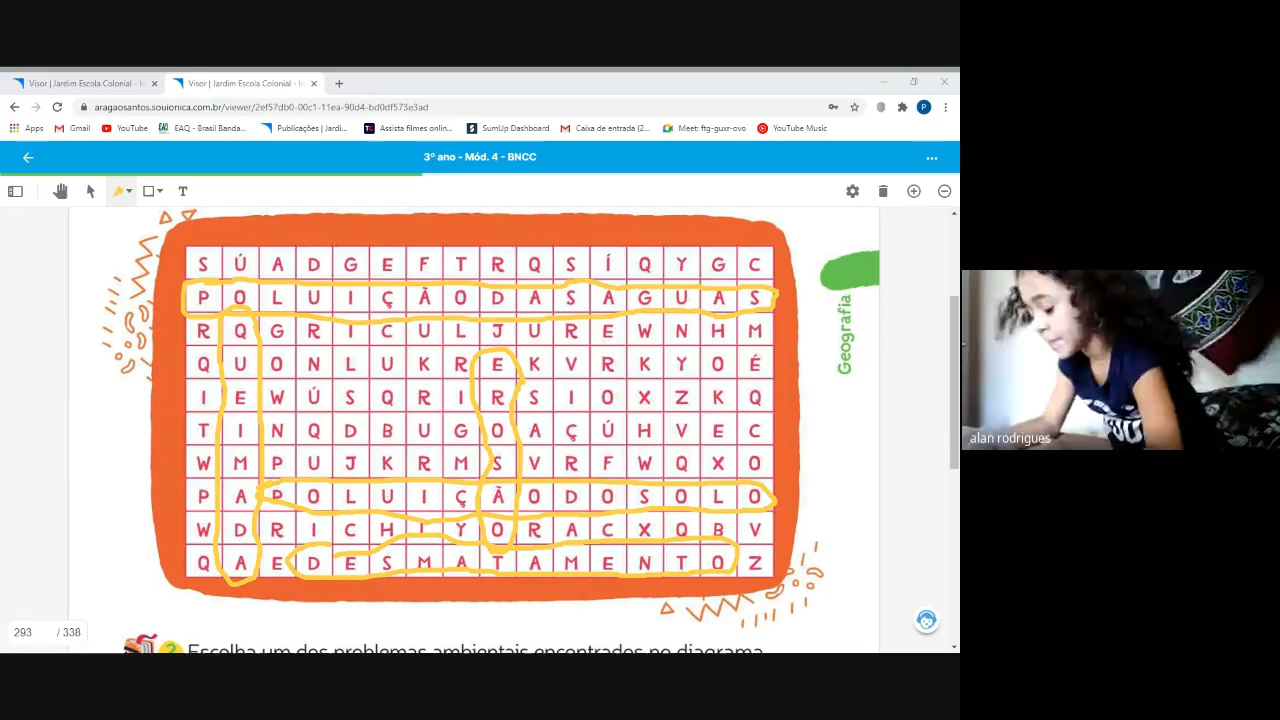 Visor | Jardim Escola Colonial - Io Visor | Jardim Escola Colonial - Io
aragaosantos.souionica.com.br/viewer/2ef57db0-00c1-11ea-90d4-bd0df573e3ad P
Apps Gmail YouTube EAQ - Brasil Banda... Publicações | Jardi... Assista filmes onlin... SumUp Dashboard Caixa de entrada (2... Meet: ftg-guxr-ovo YouTube Music
3º ano - Mód. 4 - BNCC
T
S Ú A D G E F T R Q S Í Q Y G C
P O L U I Ç Ã O D A S A G U A S
R Q G R I C U L J U R E W N H M
Q U O N L U K R E K V R K Y O É
I E W Ú S Q R I R S I O X Z K Q
T I N Q D B U G O A Ç Ú H V E C
W M P U J K R M S V R F W Q X O
P A P O L U I Ç Ã O D O S O L O
W D R I C H I Y O R A C X Q B V
Q A E D E S M A T A M E N T O Z
Geografia
293 / 338
2 Escolha um dos problemas ambientais encontrados no diagrama
alan rodrigues